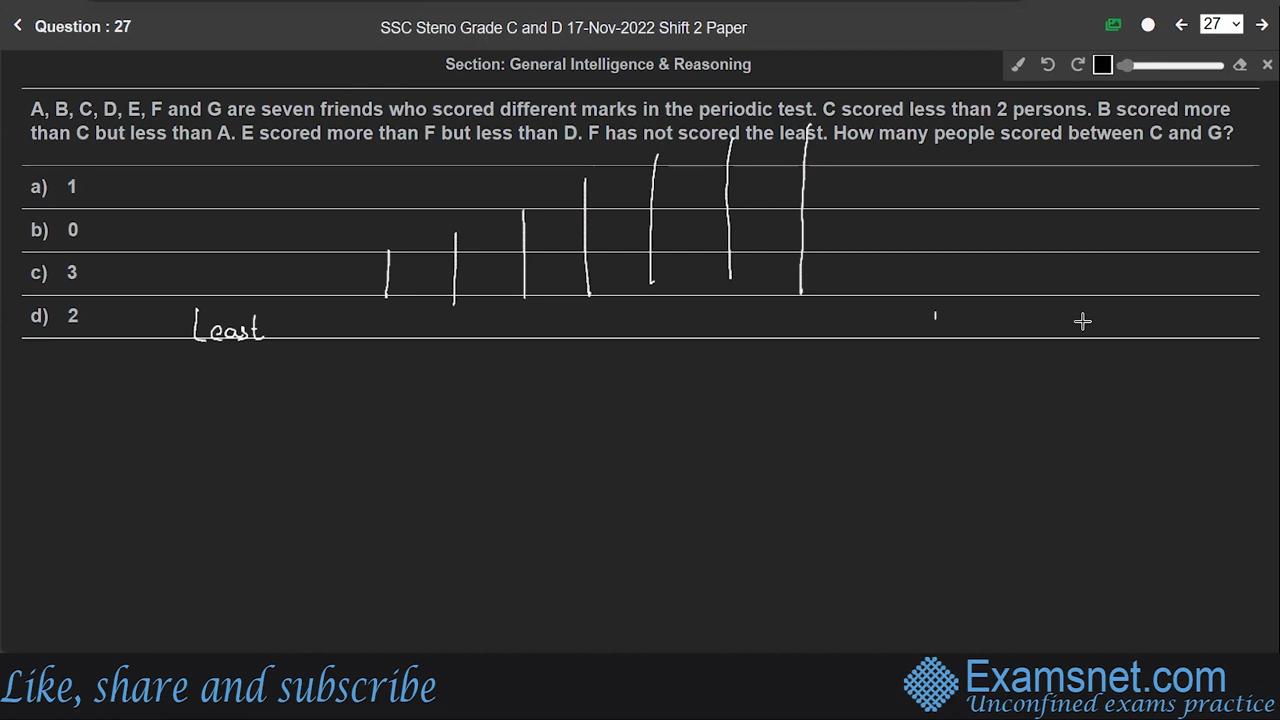 Question : 27
SSC Steno Grade C and D 17-Nov-2022 Shift 2 Paper
27
Section: General Intelligence & Reasoning
A, B, C, D, E, F and G are seven friends who scored different marks in the periodic test. C scored less than 2 persons. B scored more
than C but less than A. E scored more than F but less than D. F has not scored the least. How many people scored between C and G?
a) 1
b) 0
c) 3
d) 2
Least
Like, share and subscribe
Examsnet.com
Unconfined exams practice